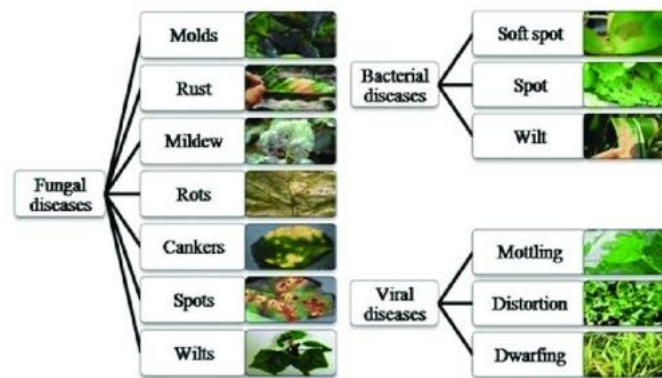 Fungal
diseases
Molds
Rust
Mildew
Rots
Cankers
Spots
Wilts
Bacterial
diseases
Soft spot
Spot
Wilt
Viral
diseases
Mottling
Distortion
Dwarfing